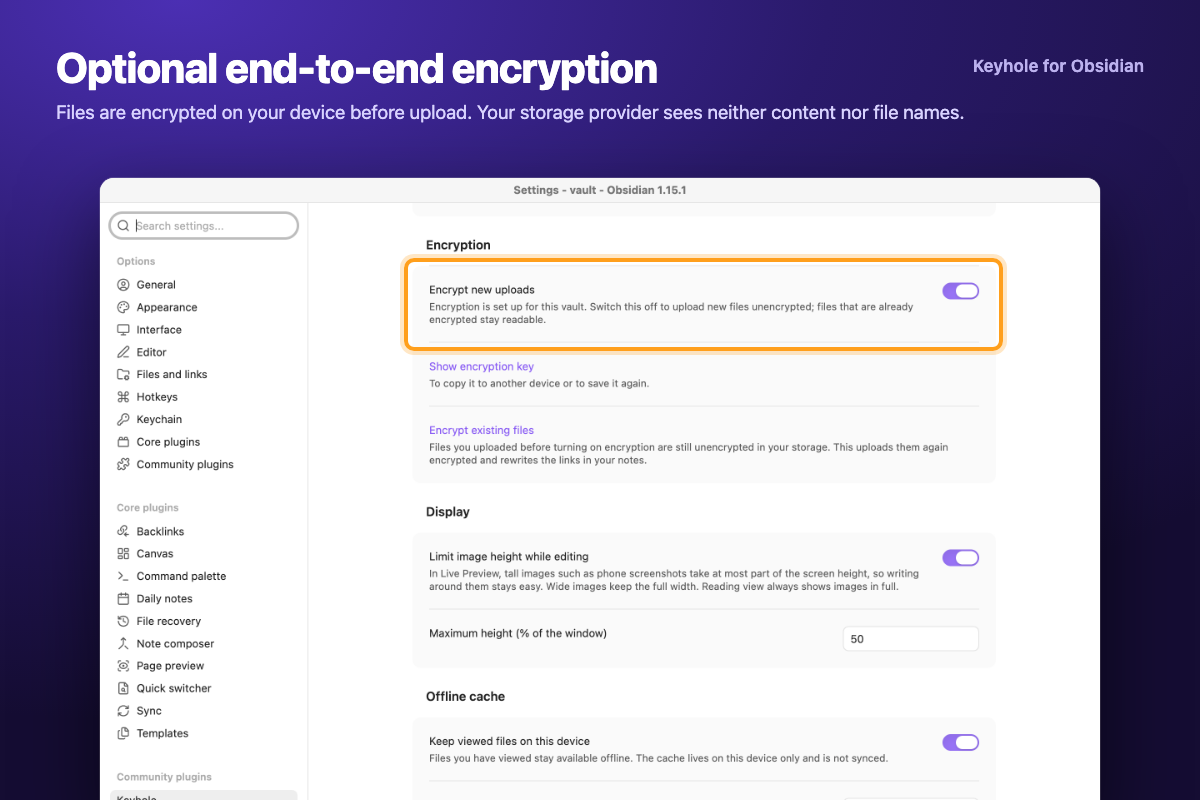 Optional end-to-end encryption
Keyhole for Obsidian
Files are encrypted on your device before upload. Your storage provider sees neither content nor file names.
Settings - vault - Obsidian 1.15.1
Search settings...
Options
General
Appearance
Interface
Editor
Files and links
Hotkeys
Keychain
Core plugins
Community plugins
Core plugins
Backlinks
Canvas
Command palette
Daily notes
File recovery
Note composer
Page preview
Quick switcher
Sync
Templates
Community plugins
Keyhole
Encryption
Encrypt new uploads
Encryption is set up for this vault. Switch this off to upload new files unencrypted; files that are already
encrypted stay readable.
Show encryption key
To copy it to another device or to save it again.
Encrypt existing files
Files you uploaded before turning on encryption are still unencrypted in your storage. This uploads them again
encrypted and rewrites the links in your notes.
Display
Limit image height while editing
In Live Preview, tall images such as phone screenshots take at most part of the screen height, so writing
around them stays easy. Wide images keep the full width. Reading view always shows images in full.
Maximum height (% of the window)
50
Offline cache
Keep viewed files on this device
Files you have viewed stay available offline. The cache lives on this device only and is not synced.